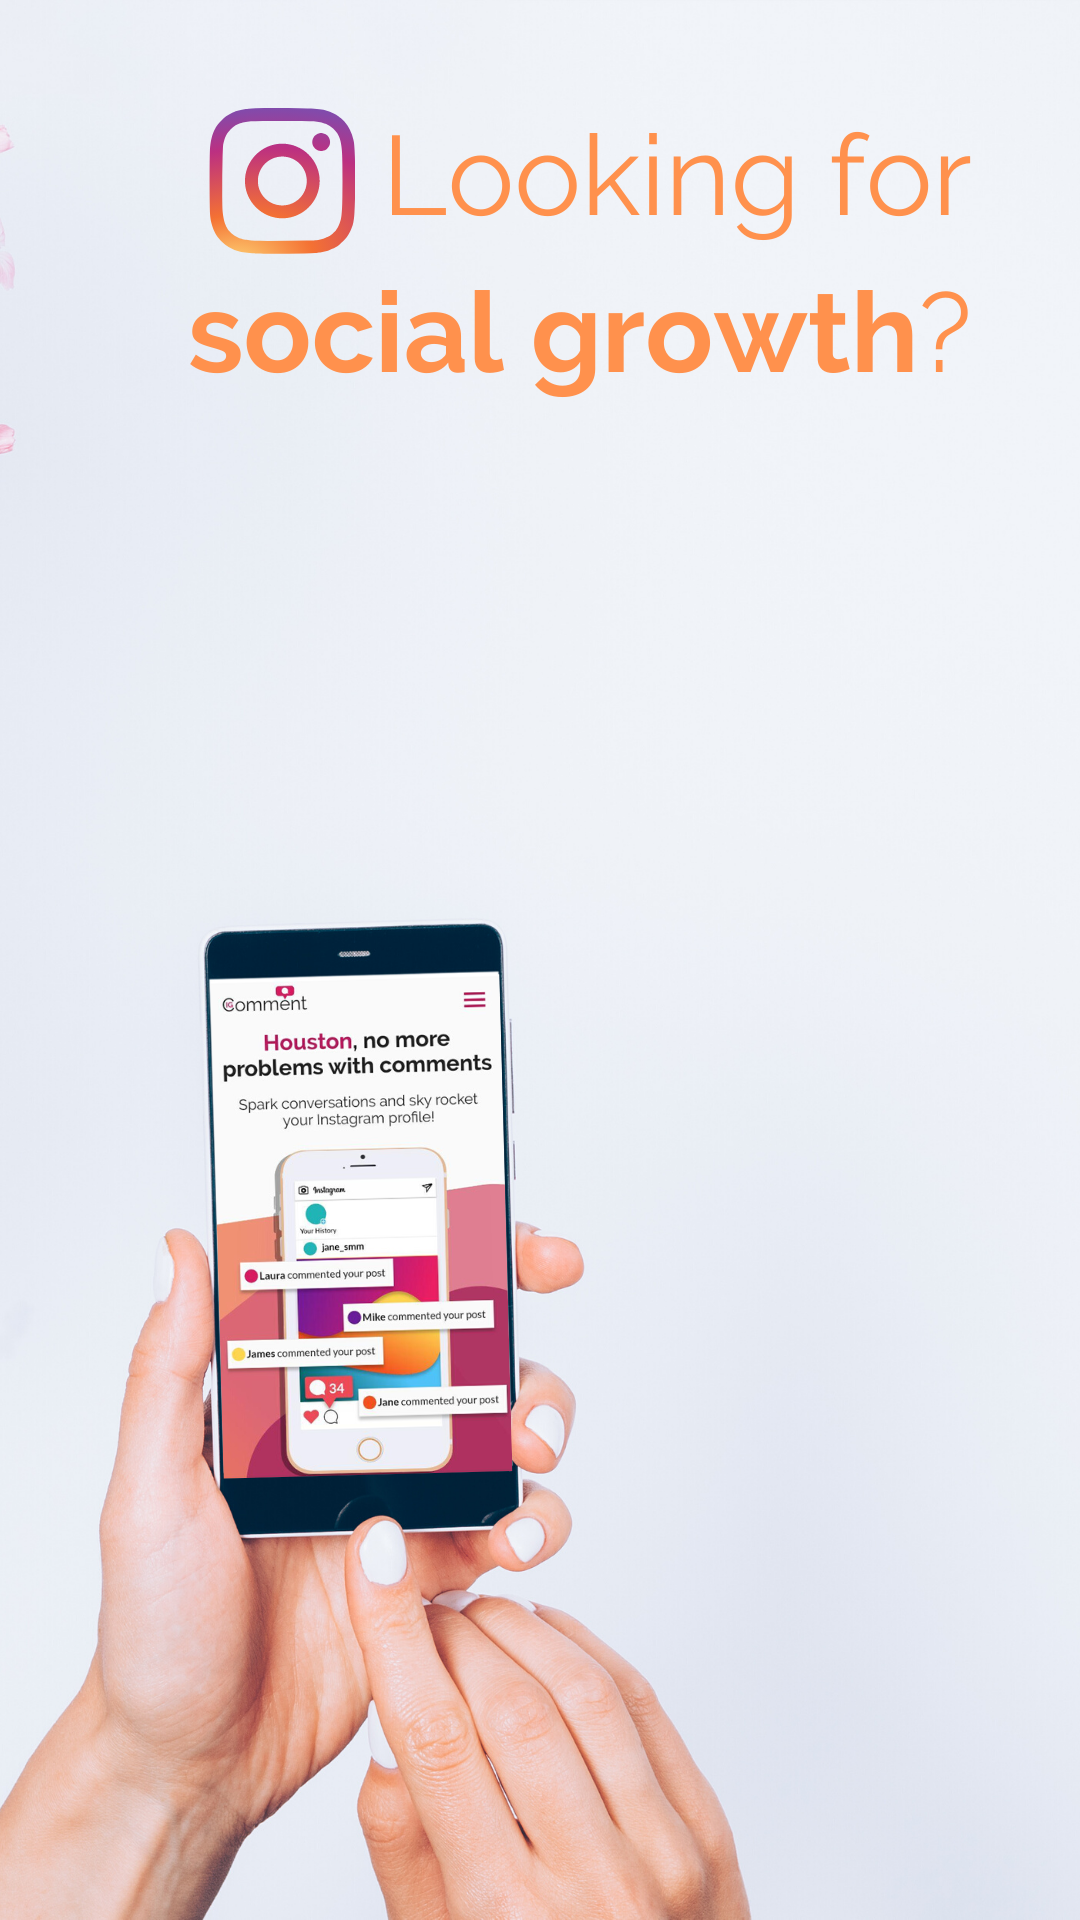 Looking for
social growth?
IGComment
Houston, no more
problems with comments
Spark conversations and sky rocket
your Instagram profile!
Instagram
Your History
jane_smm
Laura commented your post
Mike commented your post
James commented your post
34
Jane commented your post